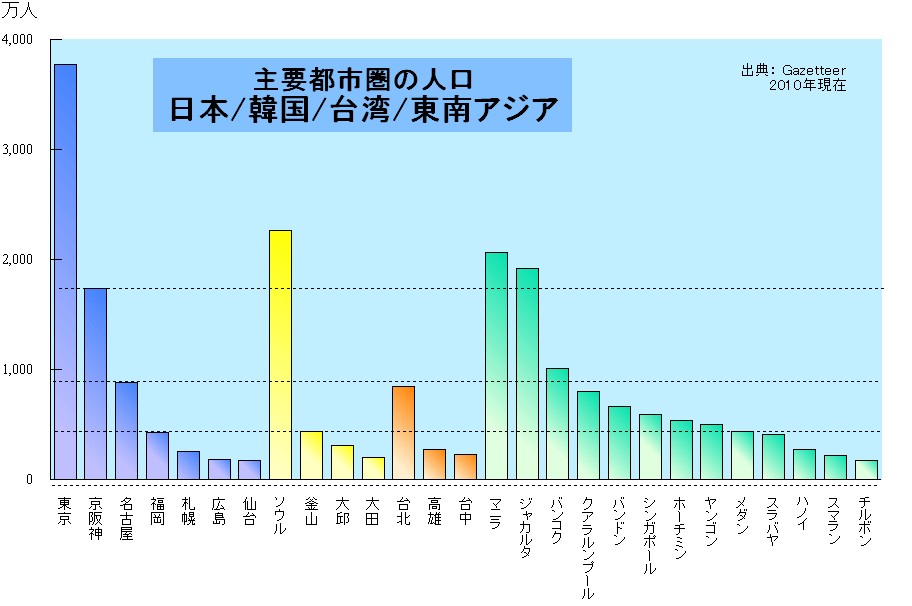 万人
4,000
主要都市圏の人口
日本/韓国/台湾/東南アジア
出典： Gazetteer
2010年現在
3,000
2,000
1,000
0
東京
京阪神
名古屋
福岡
札幌
広島
仙台
ソウル
釜山
大邱
大田
台北
高雄
台中
マニラ
ジャカルタ
バンコク
クアラルンプール
バンドン
シンガポール
ホーチミン
ヤンゴン
メダン
スラバヤ
ハノイ
スマラン
チルボン